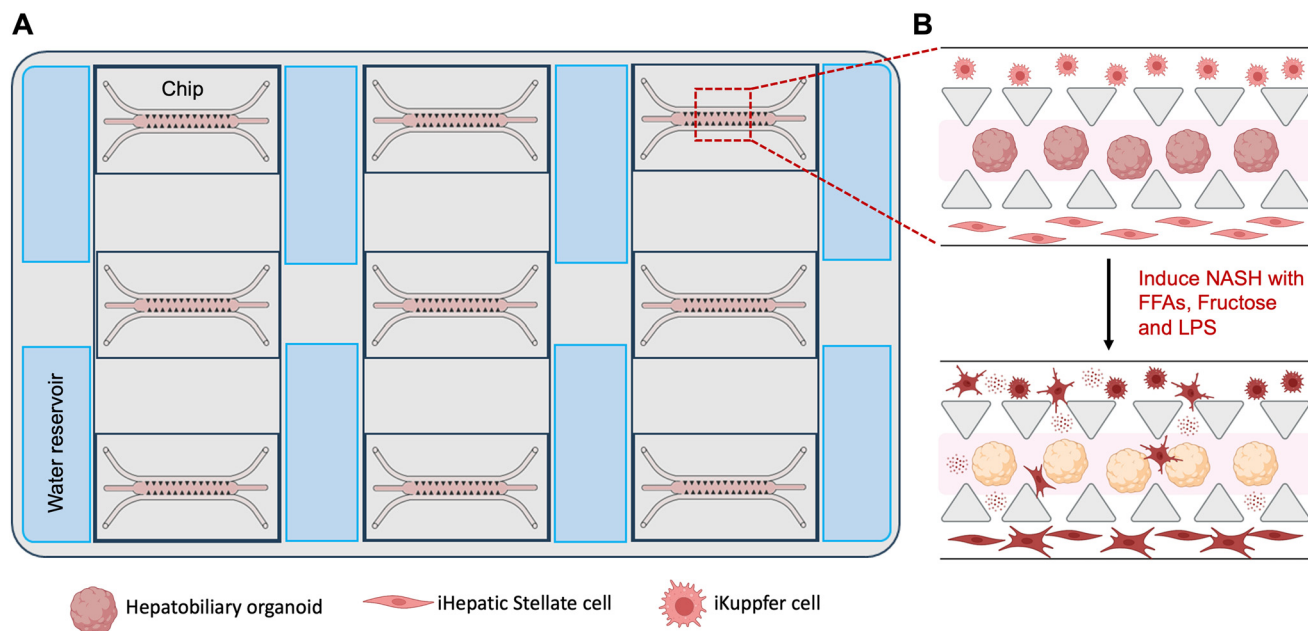 A
B
Chip
Water reservoir
Induce NASH with
FFAs, Fructose
and LPS
Hepatobiliary organoid
iHepatic Stellate cell
iKuppfer cell